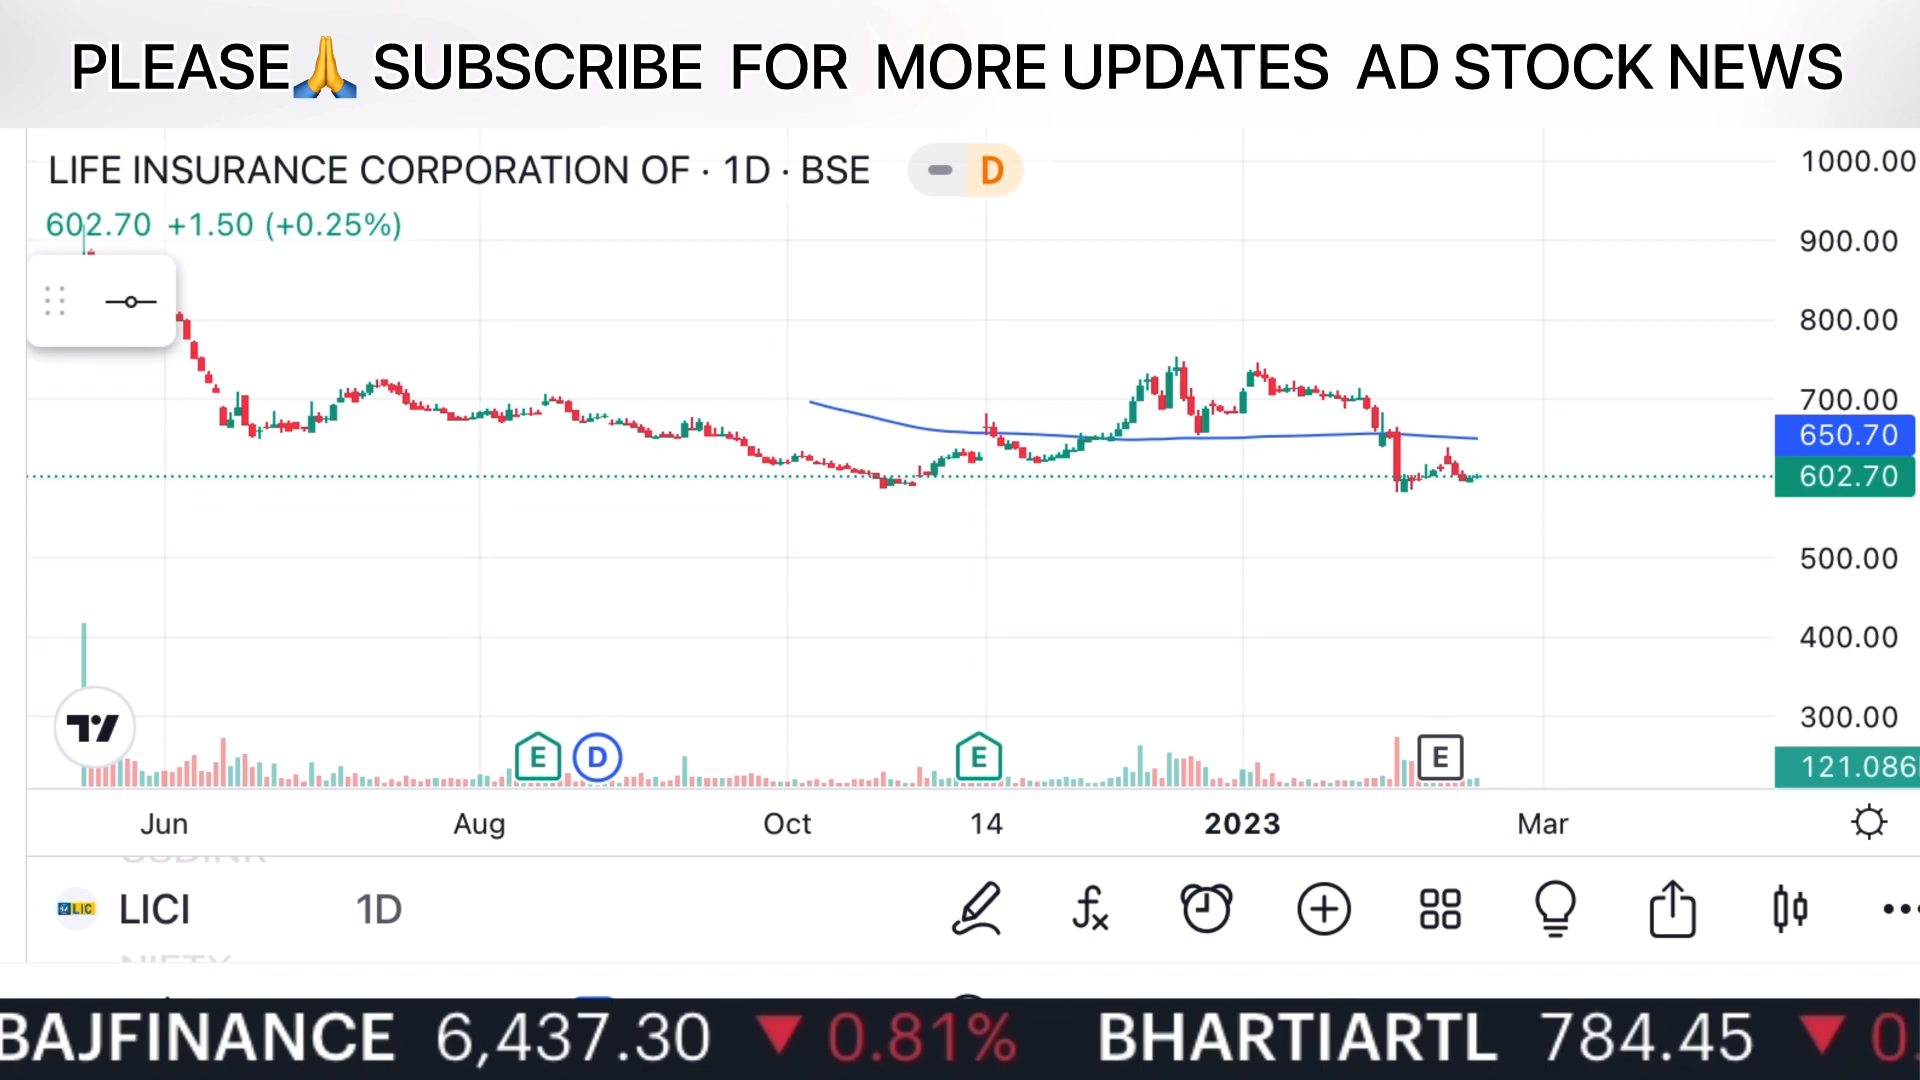 PLEASE🙏 SUBSCRIBE FOR MORE UPDATES AD STOCK NEWS
LIFE INSURANCE CORPORATION OF · 1D · BSE
D
602.70 +1.50 (+0.25%)
1000.00
900.00
800.00
700.00
650.70
602.70
500.00
400.00
300.00
121.086
E
D
E
E
Jun
Aug
Oct
14
2023
Mar
LIC
LICI
1D
fx
BAJFINANCE 6,437.30 ▼ 0.81% BHARTIARTL 784.45 ▼ 0.